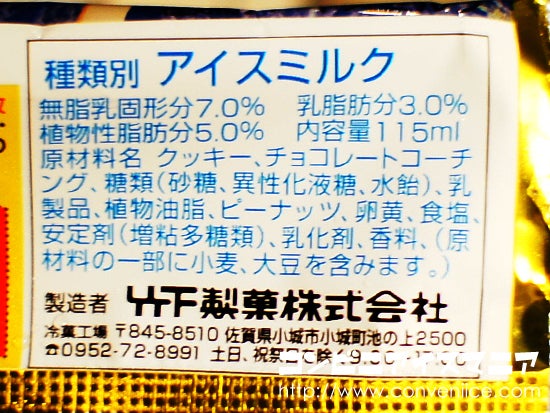 種類別 アイスミルク
無脂乳固形分7.0% 乳脂肪分3.0%
植物性脂肪分5.0% 内容量115ml
原材料名 クッキー、チョコレートコーチ
ング、糖類(砂糖、異性化液糖、水飴)、乳
製品、植物油脂、ピーナッツ、卵黄、食塩、
安定剤(増粘多糖類)、乳化剤、香料、(原
材料の一部に小麦、大豆を含みます。)
製造者 竹下製菓株式会社
冷菓工場 〒845-8510 佐賀県小城市小城町池の上2500
☎0952-72-8991 土日、祝祭日
http://www.conveniice.com/